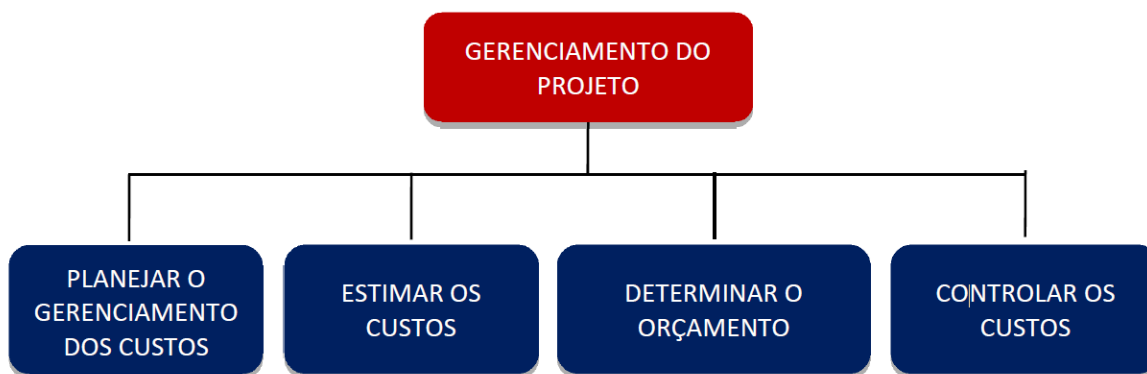 GERENCIAMENTO DO
PROJETO
PLANEJAR O
GERENCIAMENTO
DOS CUSTOS
ESTIMAR OS
CUSTOS
DETERMINAR O
ORÇAMENTO
CONTROLAR OS
CUSTOS